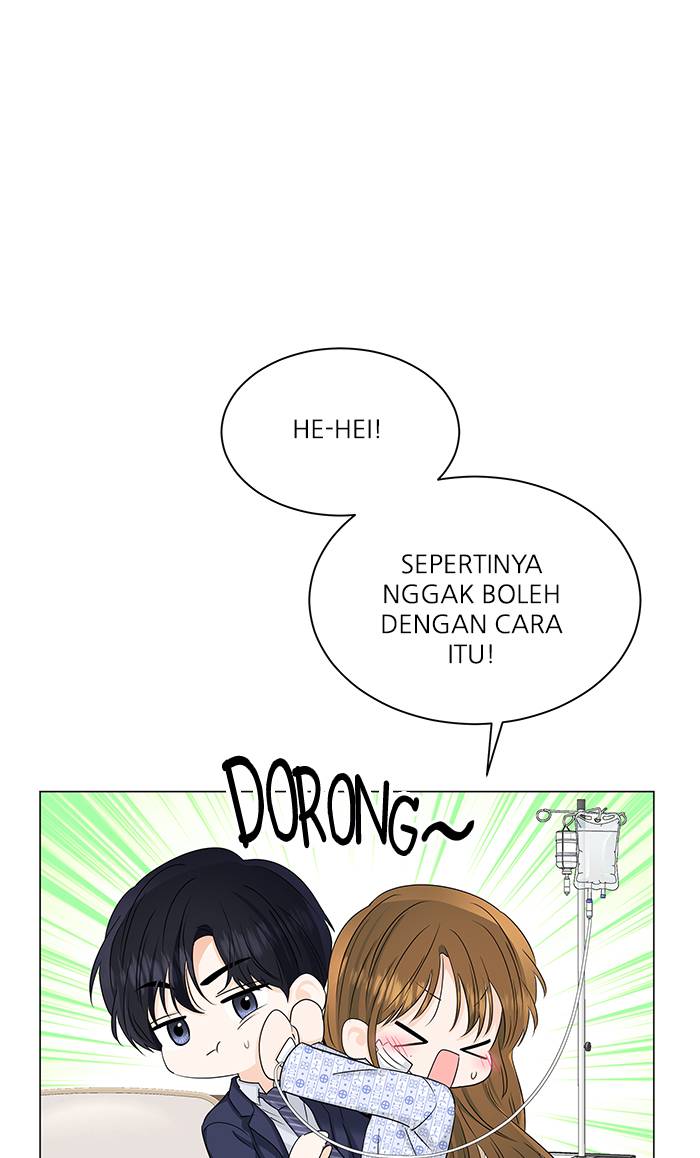 HE-HEI!
SEPERTINYA
NGGAK BOLEH
DENGAN CARA
ITU!
DORONG~